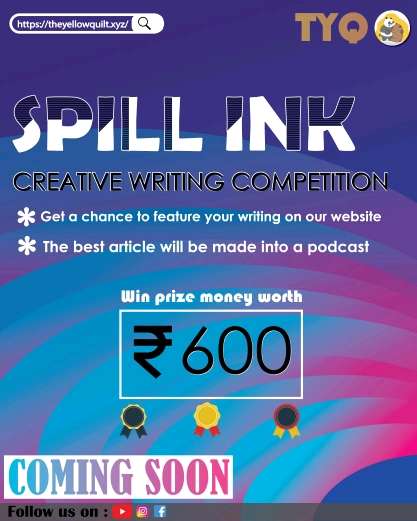 https://theyellowquilt.xyz/
TYQ
SPILL INK
CREATIVE WRITING COMPETITION
* Get a chance to feature your writing on our website
* The best article will be made into a podcast
Win prize money worth
₹ 600
COMING SOON
Follow us on :